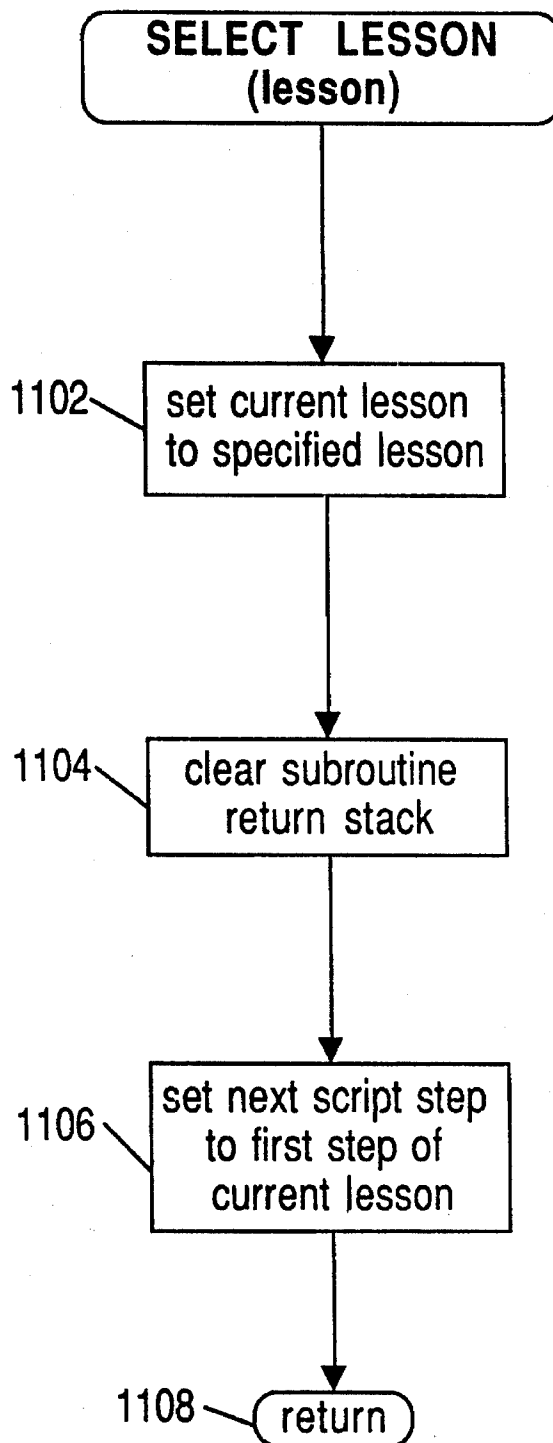 SELECT LESSON
(lesson)
1102
set current lesson
to specified lesson
1104
clear subroutine
return stack
1106
set next script step
to first step of
current lesson
1108
return